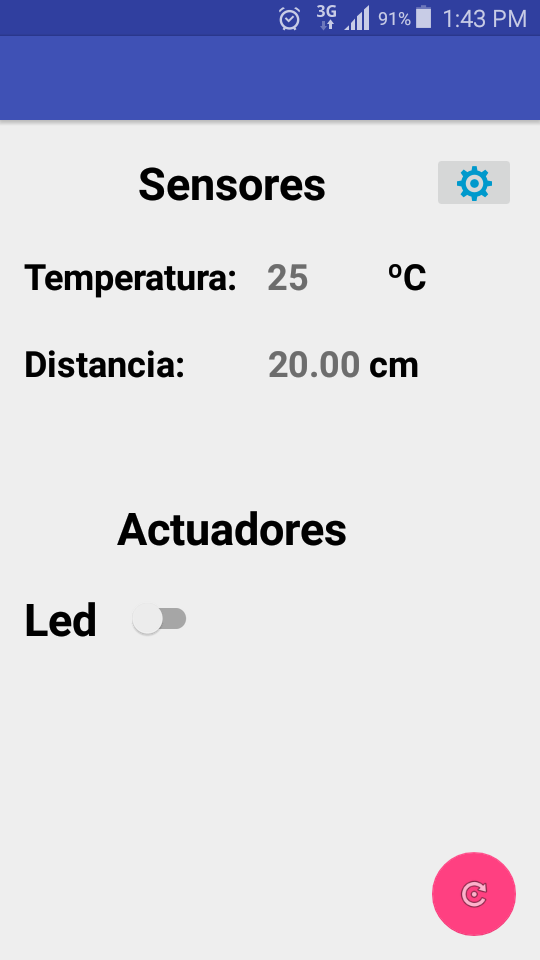 3G 91% 1:43 PM
Sensores
Temperatura: 25 ºC
Distancia: 20.00 cm
Actuadores
Led